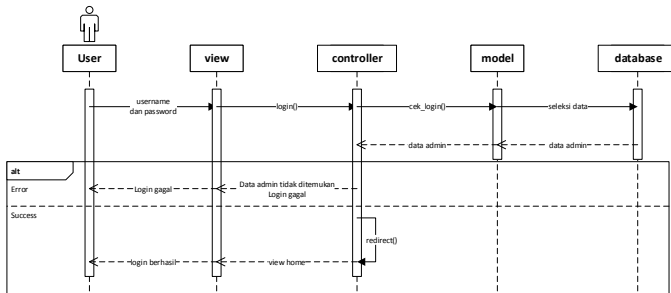 User
view
controller
model
database
username
dan password
login()
cek_login()
seleksi data
data admin
data admin
alt
Error
Login gagal
Data admin tidak ditemukan
Login gagal
Success
redirect()
login berhasil
view home